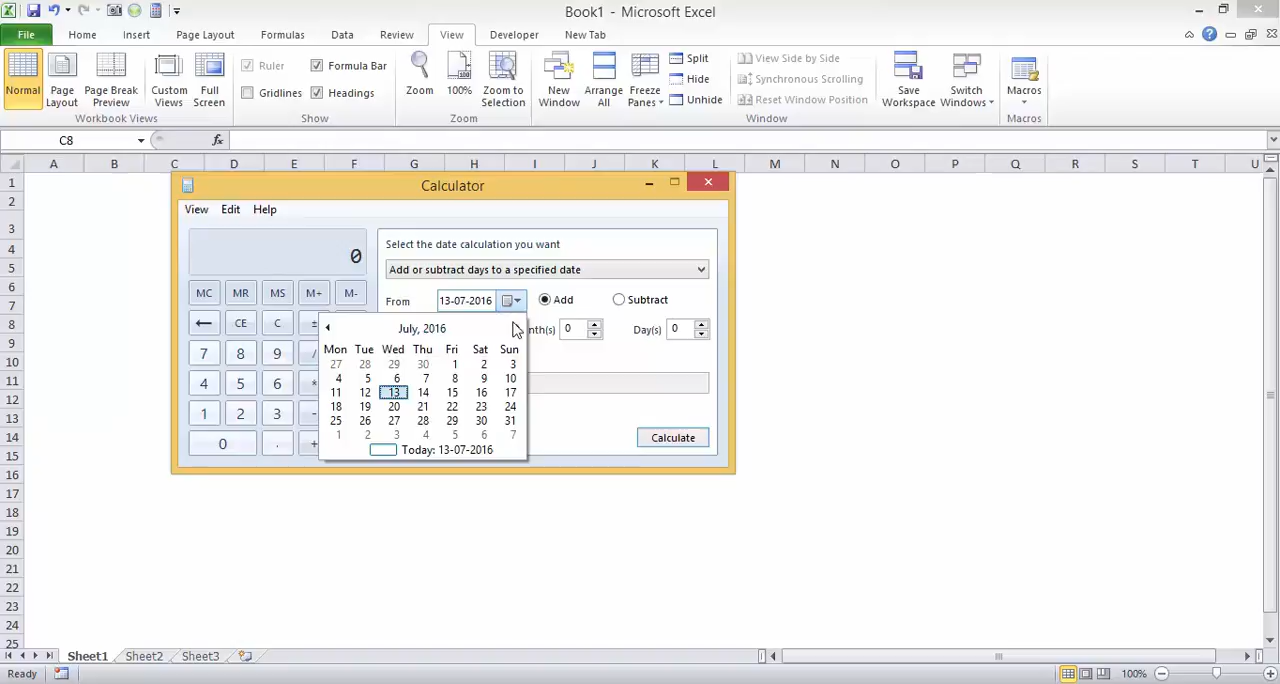 Book1 - Microsoft Excel
File Home Insert Page Layout Formulas Data Review View Developer New Tab
Normal
Page Layout
Page Break Preview
Custom Views
Full Screen
Workbook Views
Ruler
Formula Bar
Gridlines
Headings
Show
Zoom
100%
Zoom to Selection
Zoom
New Window
Arrange All
Freeze Panes
Split
Hide
Unhide
View Side by Side
Synchronous Scrolling
Reset Window Position
Window
Save Workspace
Switch Windows
Macros
Macros
C8 fx
A B C D E F G H I J K L M N O P Q R S T U
1
2
3
4
5
6
7
8
9
10
11
12
13
14
15
16
17
18
19
20
21
22
23
24
25
Calculator
View Edit Help
0
MC MR MS M+ M-
← CE C ±
7 8 9 /
4 5 6 *
1 2 3 -
0 . +
Select the date calculation you want
Add or subtract days to a specified date
From 13-07-2016 Add Subtract
nth(s) 0 Day(s) 0
Calculate
July, 2016
Mon Tue Wed Thu Fri Sat Sun
27 28 29 30 1 2 3
4 5 6 7 8 9 10
11 12 13 14 15 16 17
18 19 20 21 22 23 24
25 26 27 28 29 30 31
1 2 3 4 5 6 7
Today: 13-07-2016
Sheet1 Sheet2 Sheet3
Ready 100%